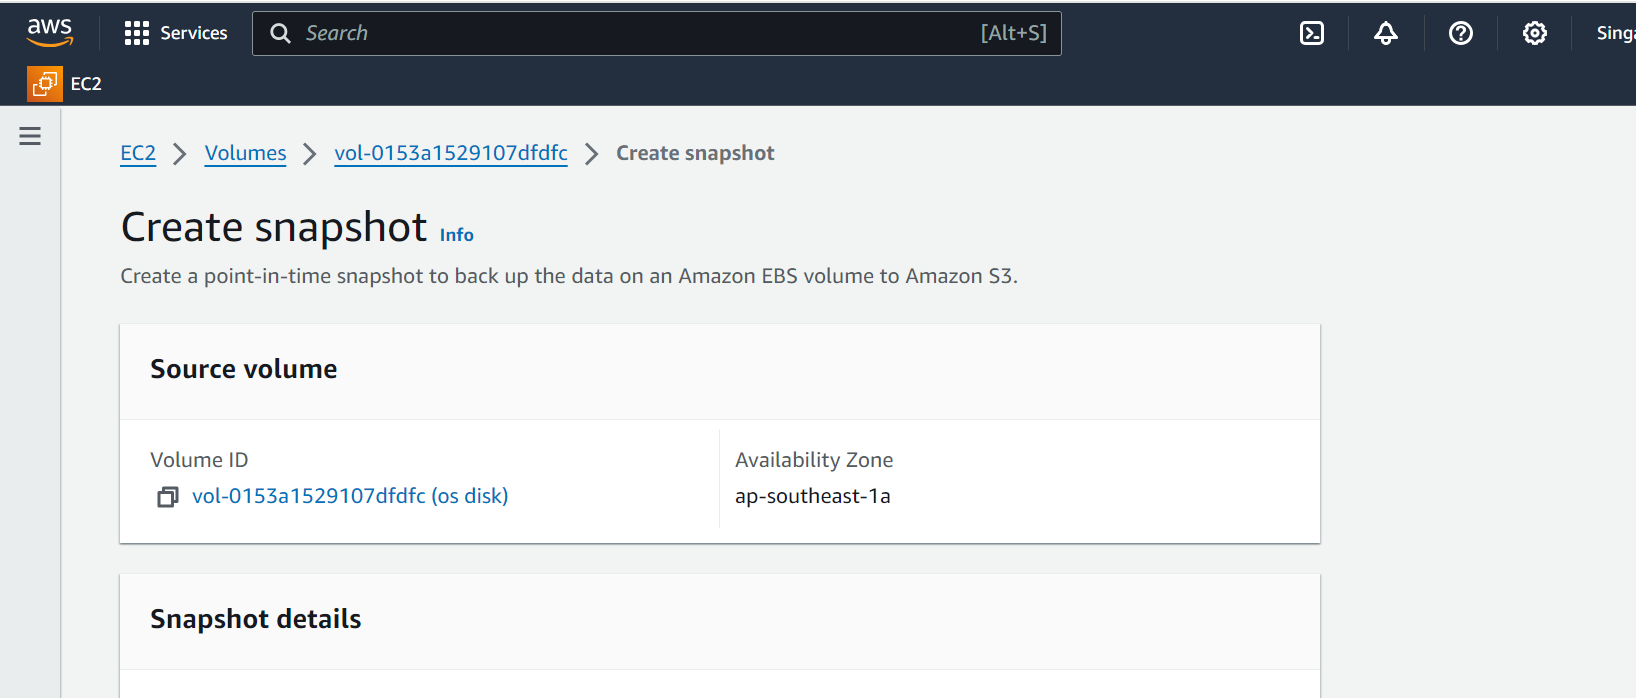 aws Services Search [Alt+S] Singa
EC2
EC2 Volumes vol-0153a1529107dfdfc Create snapshot
Create snapshot Info
Create a point-in-time snapshot to back up the data on an Amazon EBS volume to Amazon S3.
Source volume
Volume ID Availability Zone
vol-0153a1529107dfdfc (os disk) ap-southeast-1a
Snapshot details